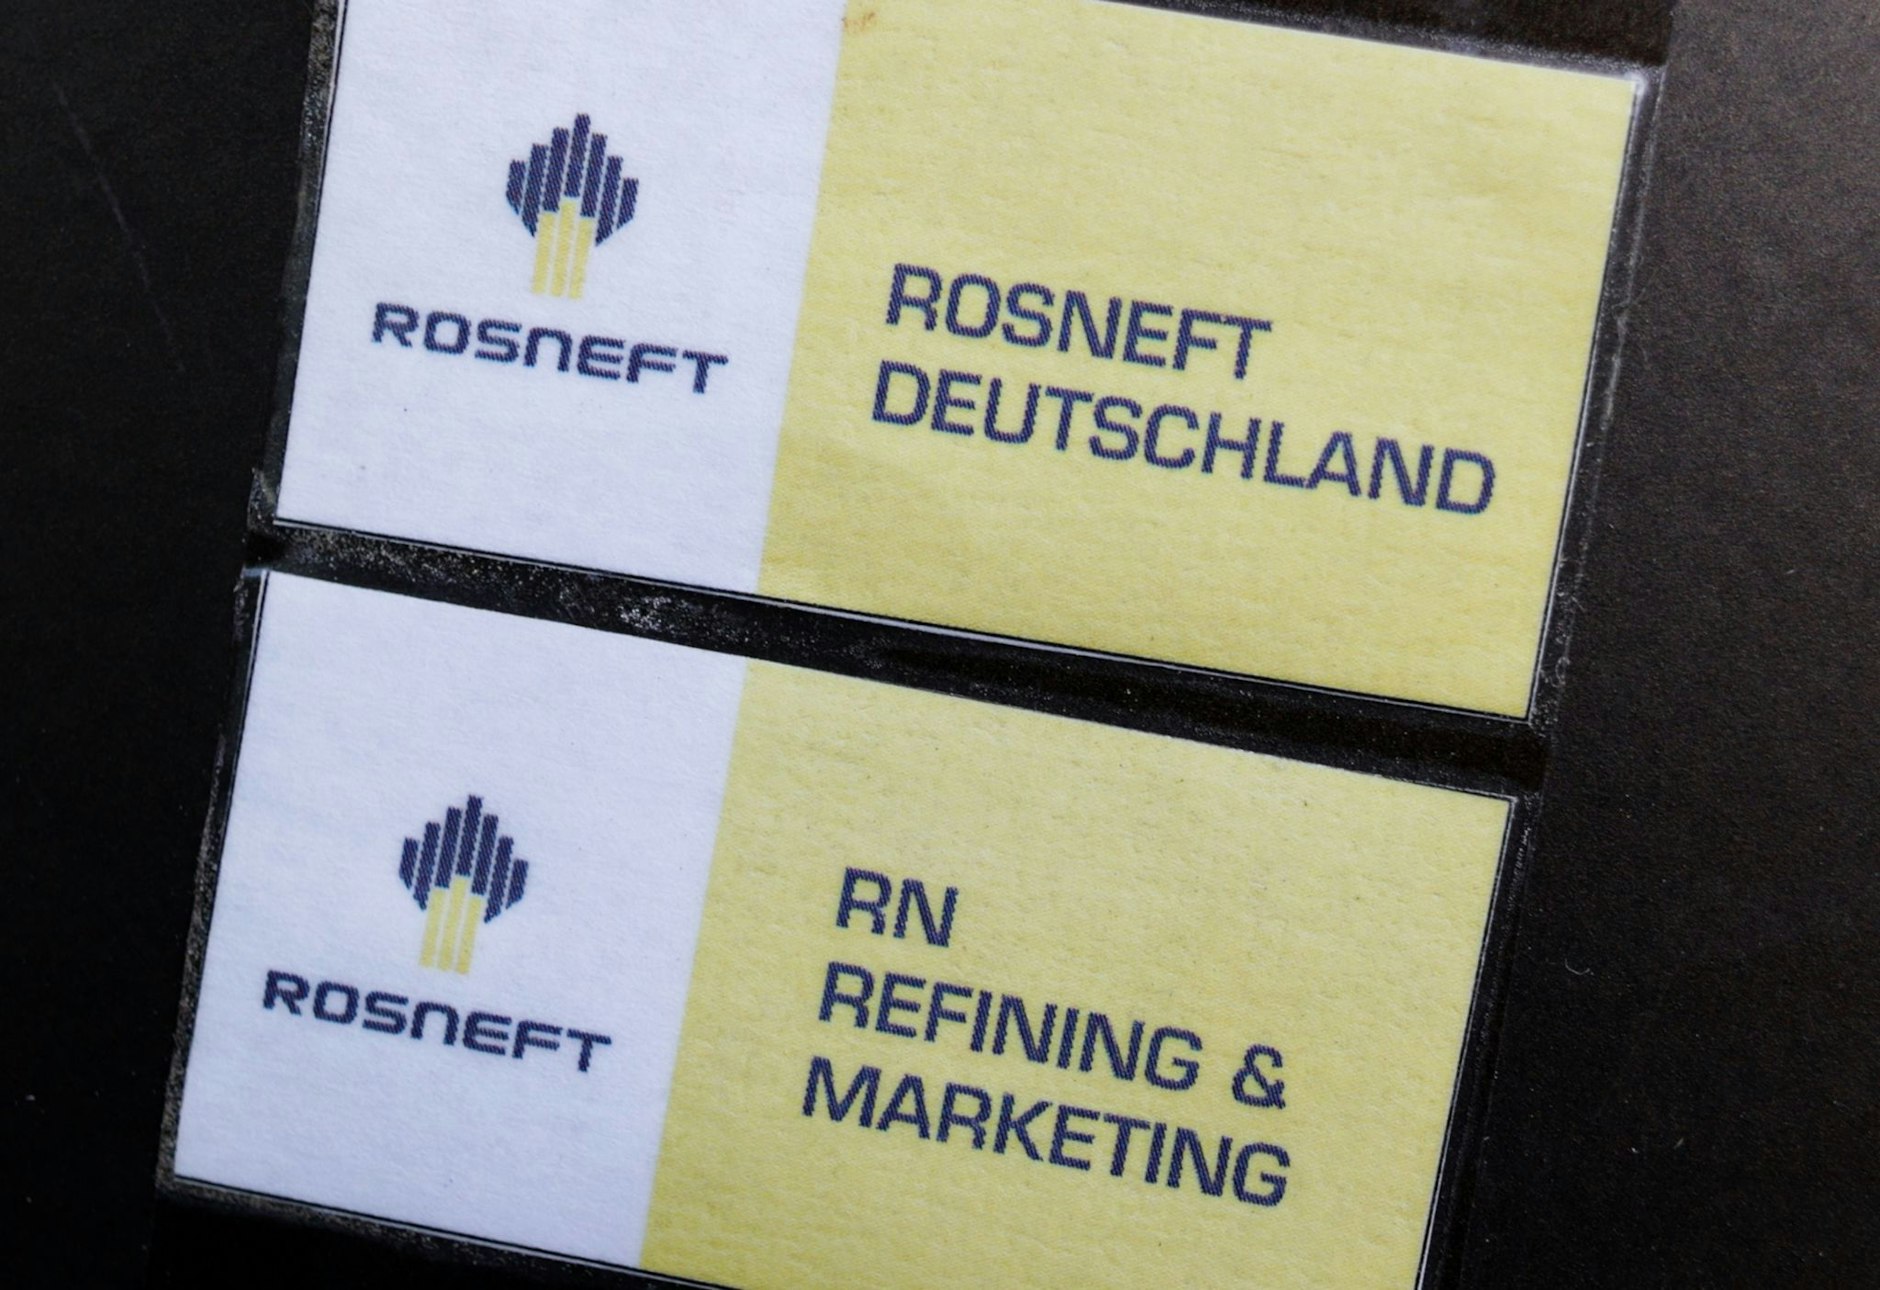 ROSNEFT
ROSNEFT
DEUTSCHLAND
ROSNEFT
RN
REFINING &
MARKETING